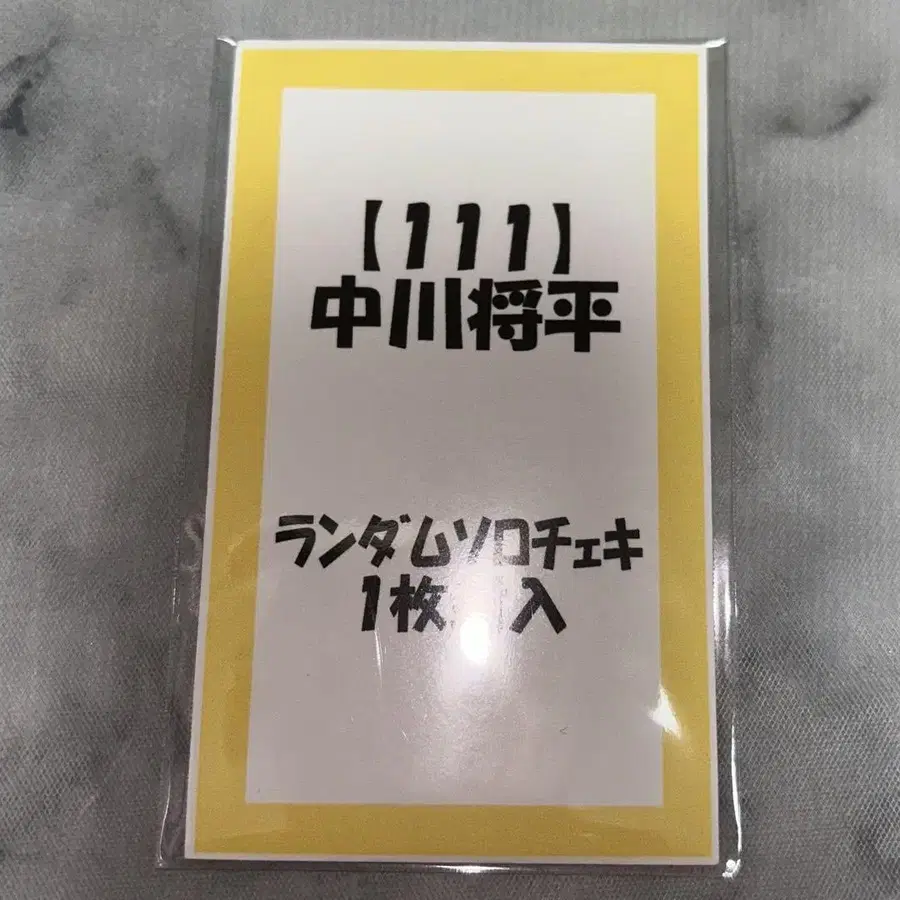 【111】
中川将平
ランダムソロチェキ
1枚 入